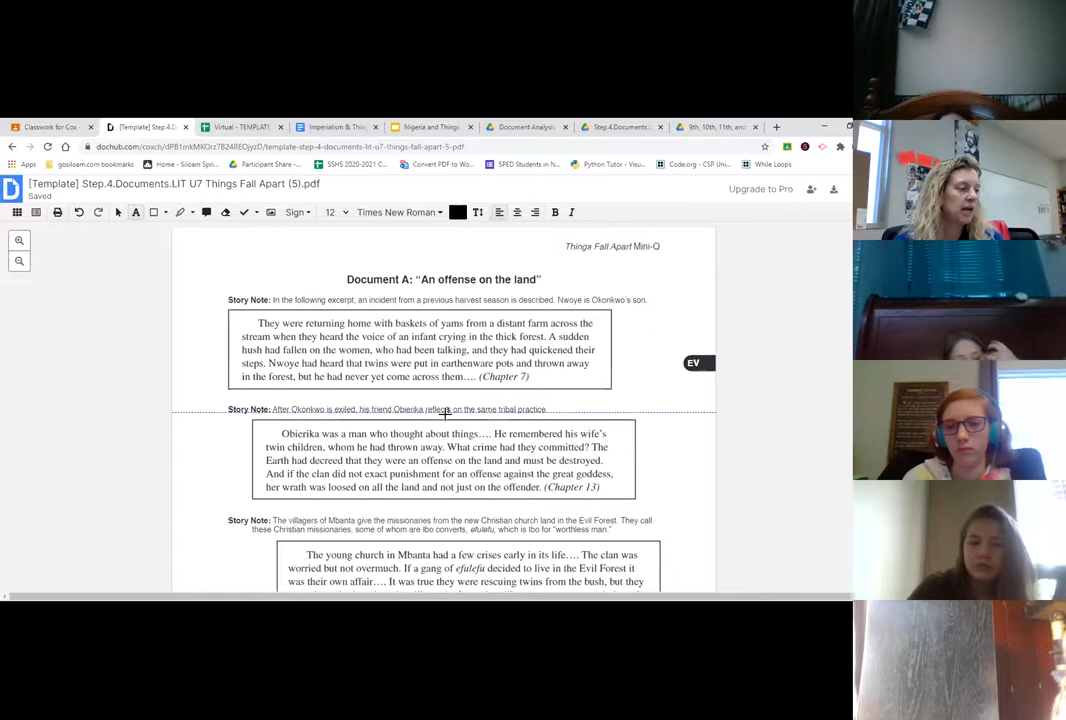 Classwork for Cox -
[Template] Step.4.D
Virtual - TEMPLAT
Imperialism & Thin
Nigeria and Things
Document Analysis
Step.4.Documents.L
9th, 10th, 11th, an
dochub.com/coxch/dPB1mkMKOrz7B24REOjyzD/template-step-4-documents-lit-u7-things-fall-apart-5-pdf
Apps
gosiloam.com
Home - Siloam Spri
Participant Share
SSHS 2020-2021 C
Convert PDF to Wo
SPED Students in N
Python Tutor - Visu
Code.org - CSP Uni
While Loops
[Template] Step.4.Documents.LIT U7 Things Fall Apart (5).pdf
Saved
Upgrade to Pro
Sign
12
Times New Roman
B
I
Things Fall Apart Mini-Q
Document A: “An offense on the land”
Story Note: In the following excerpt, an incident from a previous harvest season is described. Nwoye is Okonkwo’s son.
They were returning home with baskets of yams from a distant farm across the
stream when they heard the voice of an infant crying in the thick forest. A sudden
hush had fallen on the women, who had been talking, and they had quickened their
steps. Nwoye had heard that twins were put in earthenware pots and thrown away
in the forest, but he had never yet come across them…. (Chapter 7)
EV
Story Note: After Okonkwo is exiled, his friend Obierika reflects on the same tribal practice.
Obierika was a man who thought about things…. He remembered his wife’s
twin children, whom he had thrown away. What crime had they committed? The
Earth had decreed that they were an offense on the land and must be destroyed.
And if the clan did not exact punishment for an offense against the great goddess,
her wrath was loosed on all the land and not just on the offender. (Chapter 13)
Story Note: The villagers of Mbanta give the missionaries from the new Christian church land in the Evil Forest. They call
these Christian missionaries, some of whom are Ibo converts, efulefu, which is Ibo for “worthless man.”
The young church in Mbanta had a few crises early in its life…. The clan was
worried but not overmuch. If a gang of efulefu decided to live in the Evil Forest it
was their own affair…. It was true they were rescuing twins from the bush, but they